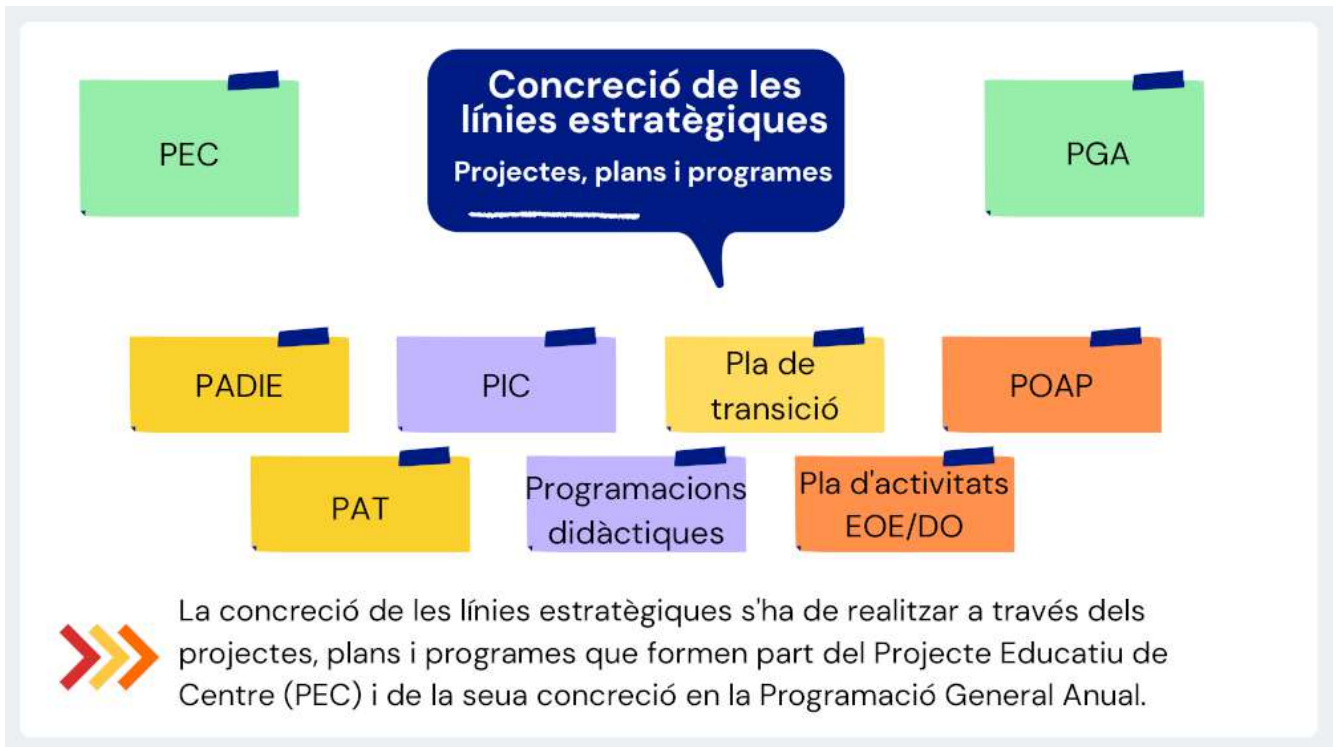 PEC
Concreció de les
línies estratègiques
Projectes, plans i programes
PGA
PADIE
PIC
Pla de
transició
POAP
PAT
Programacions
didàctiques
Pla d'activitats
EOE/DO
La concreció de les línies estratègiques s'ha de realitzar a través dels
projectes, plans i programes que formen part del Projecte Educatiu de
Centre (PEC) i de la seua concreció en la Programació General Anual.